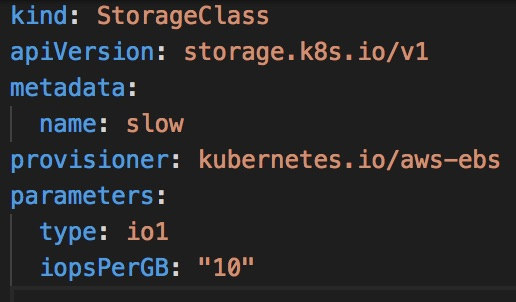 kind: StorageClass
apiVersion: storage.k8s.io/v1
metadata:
  name: slow
provisioner: kubernetes.io/aws-ebs
parameters:
  type: io1
  iopsPerGB: "10"